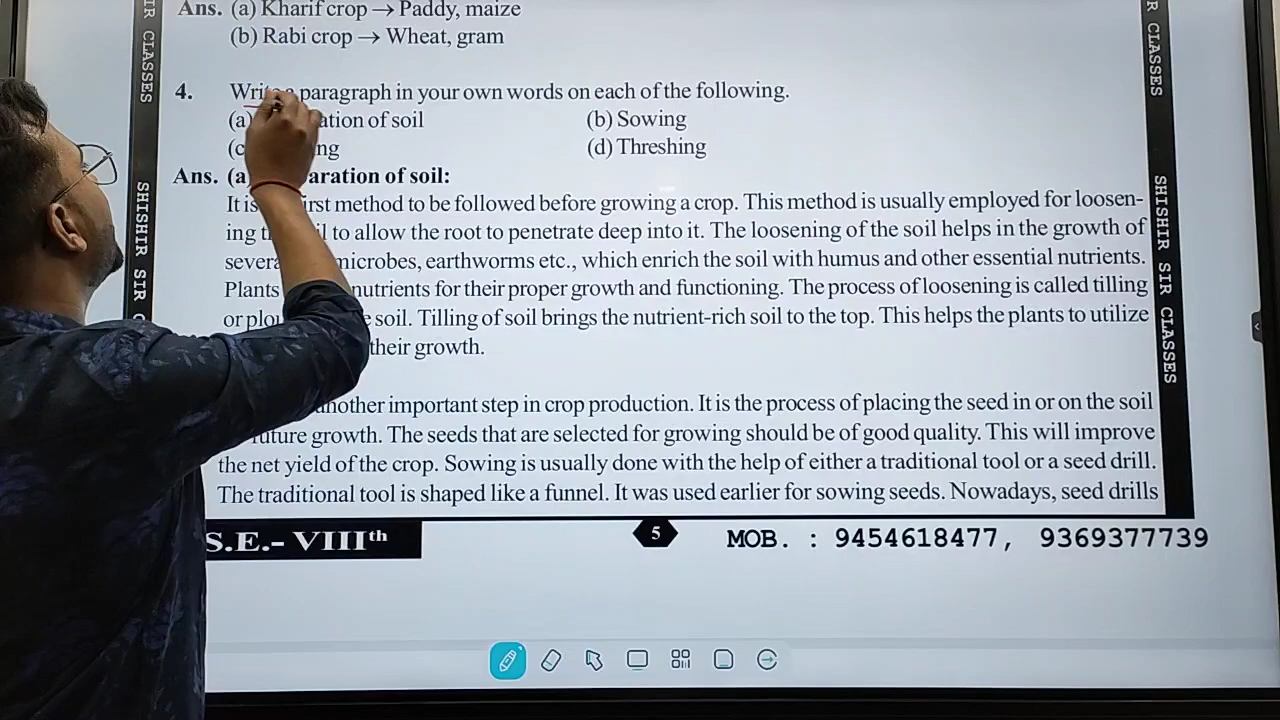 Ans. (a) Kharif crop → Paddy, maize
(b) Rabi crop → Wheat, gram
4. Write a paragraph in your own words on each of the following.
(a) ation of soil (b) Sowing
(c ng (d) Threshing
Ans. (a aration of soil:
It is irst method to be followed before growing a crop. This method is usually employed for loosen-
ing t l to allow the root to penetrate deep into it. The loosening of the soil helps in the growth of
severa microbes, earthworms etc., which enrich the soil with humus and other essential nutrients.
Plants nutrients for their proper growth and functioning. The process of loosening is called tilling
or plou e soil. Tilling of soil brings the nutrient-rich soil to the top. This helps the plants to utilize
their growth.
another important step in crop production. It is the process of placing the seed in or on the soil
future growth. The seeds that are selected for growing should be of good quality. This will improve
the net yield of the crop. Sowing is usually done with the help of either a traditional tool or a seed drill.
The traditional tool is shaped like a funnel. It was used earlier for sowing seeds. Nowadays, seed drills
S.E.- VIIIth
5
MOB. : 9454618477, 9369377739
IR CLASSES
SHISHIR SIR C
R CLASSES
SHISHIR SIR CLASSES